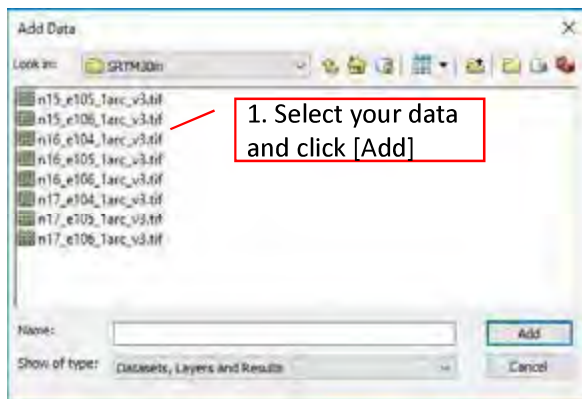 Add Data
Look in: SRTM30m
n15_e105_1arc_v3.tif
n15_e106_1arc_v3.tif
n16_e104_1arc_v3.tif
n16_e105_1arc_v3.tif
n16_e106_1arc_v3.tif
n17_e104_1arc_v3.tif
n17_e105_1arc_v3.tif
n17_e106_1arc_v3.tif
1. Select your data
and click [Add]
Name:
Add
Show of type: Datasets, Layers and Results
Cancel